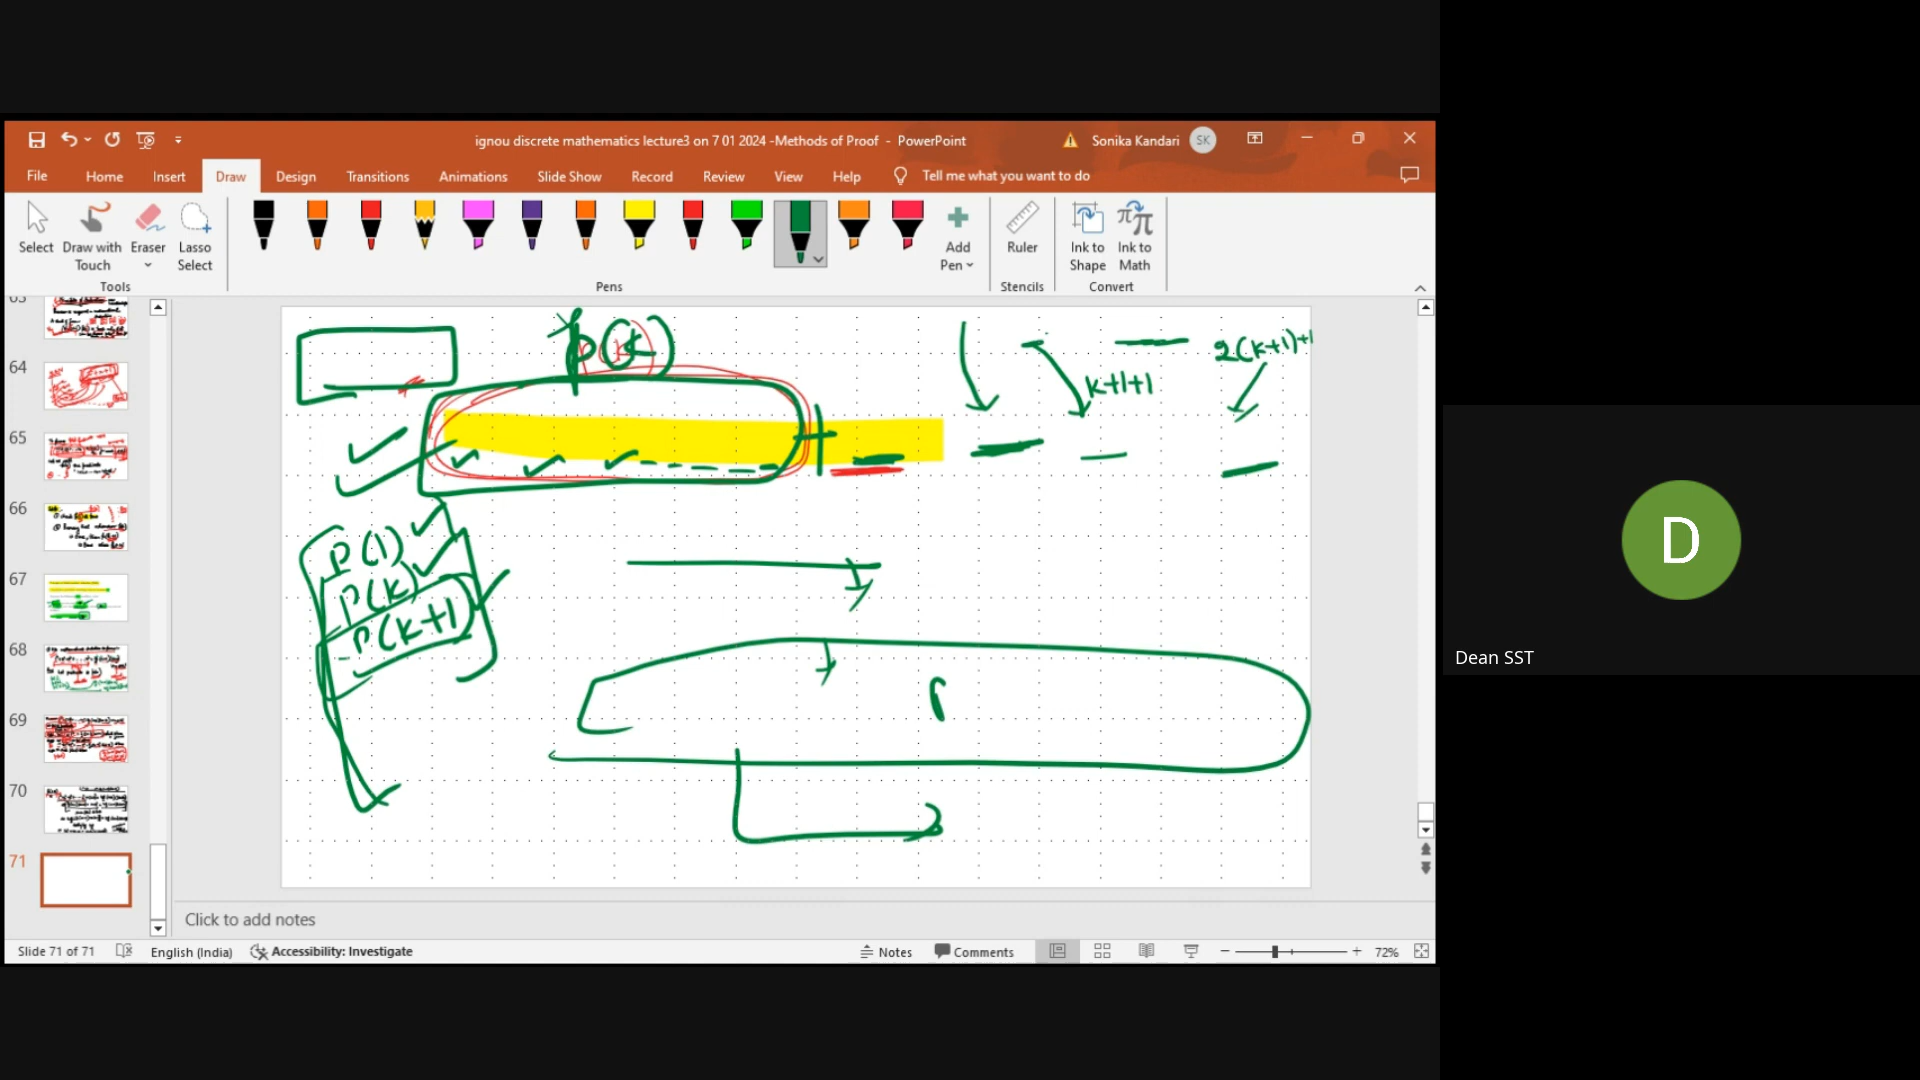 ignou discrete mathematics lecture3 on 7 01 2024 -Methods of Proof - PowerPoint
Sonika Kandari SK
File Home Insert Draw Design Transitions Animations Slide Show Record Review View Help Tell me what you want to do
Select Draw with Touch Eraser Lasso Select Add Pen Ruler Ink to Shape Ink to Math
Tools Pens Stencils Convert
64
65
66
67
68
69
70
71
p(k)
2(k+1)+1
k+1+1
+
P(1)
P(k)
P(k+1)
Click to add notes
Slide 71 of 71 English (India) Accessibility: Investigate Notes Comments 72%
D
Dean SST